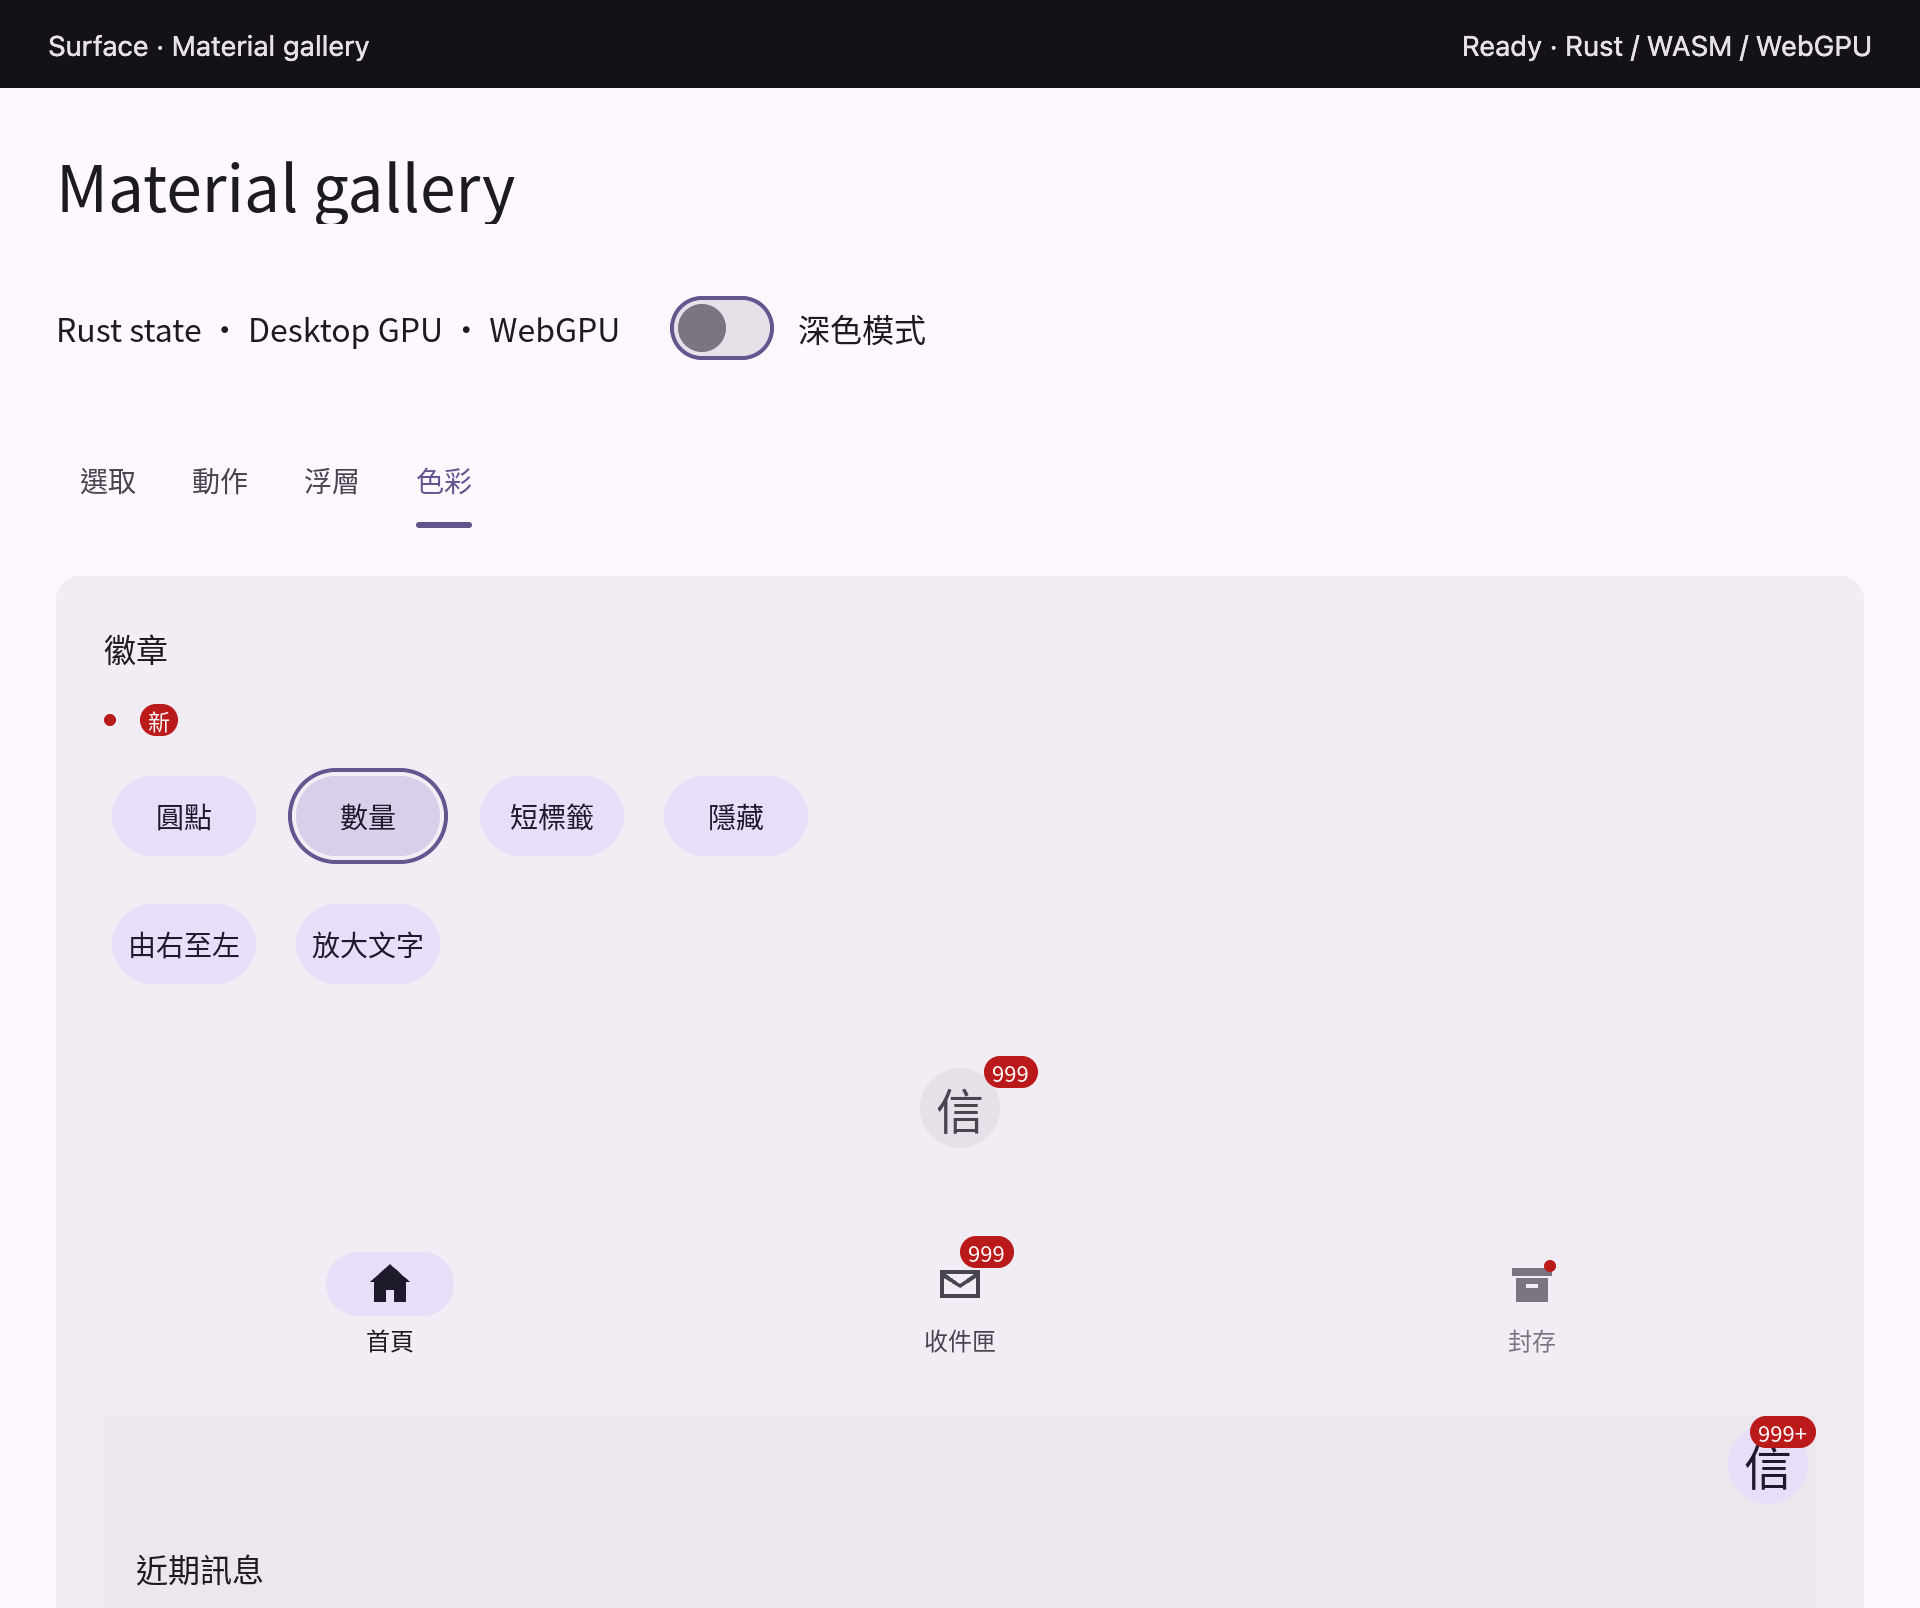 Surface · Material gallery
Ready · Rust / WASM / WebGPU
Material gallery
Rust state • Desktop GPU • WebGPU
深色模式
選取 動作 浮層 色彩
徽章
新
圓點 數量 短標籤 隱藏
由右至左 放大文字
999
信
999
首頁 收件匣 封存
999+
信
近期訊息